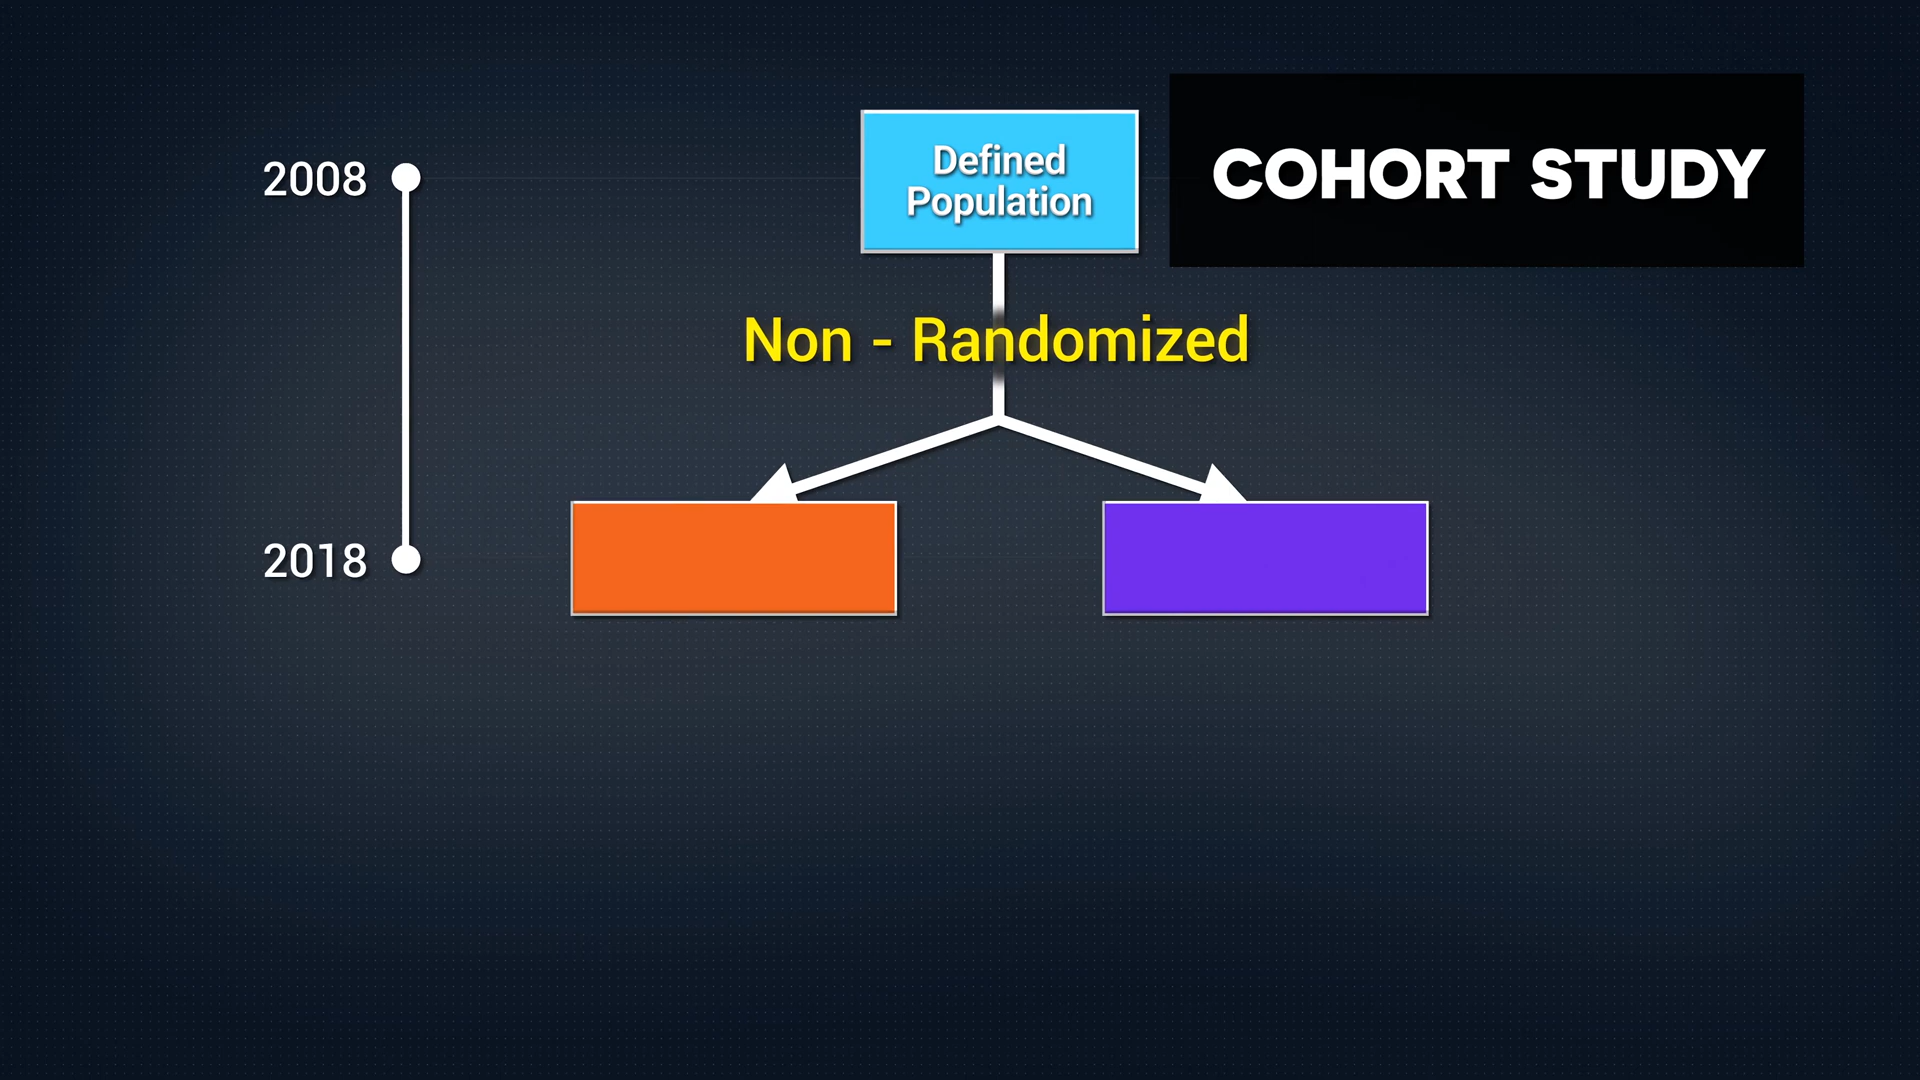 COHORT STUDY
Defined
Population
2008
Non - Randomized
2018